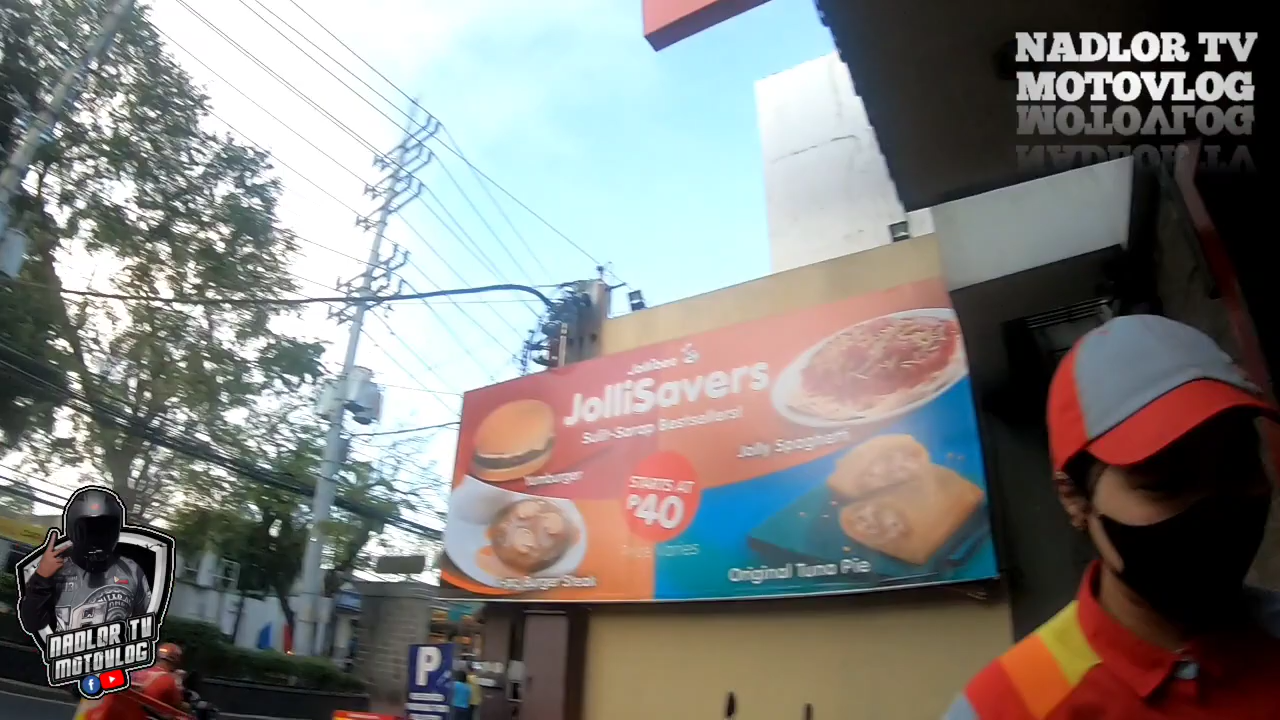 NADLOR TV
MOTOVLOG
Jollibee
JolliSavers
Sulit-Sarap Bestsellers!
Yumburger
Jolly Spaghetti
STARTS AT
₱40
Burger Steak
Original Tuna Pie
P
NADLOR TV
MOTOVLOG